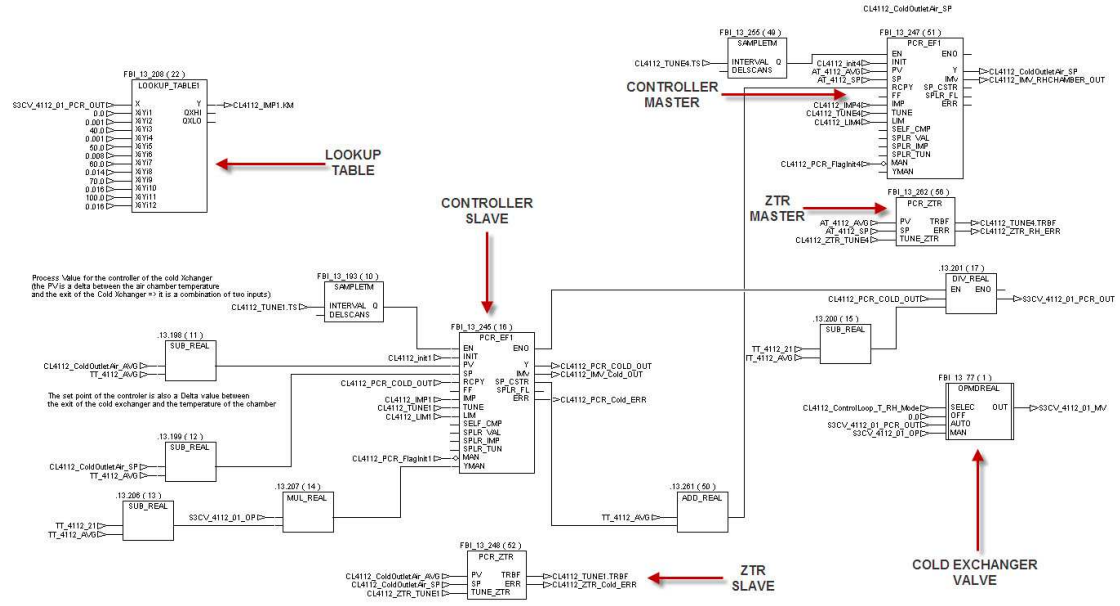 CL4112_ColdOutletAir_SP
FBI_13_255 ( 49 )
SAMPLETM
CL4112_TUNE4.TS
INTERVAL Q
DELSCANS
FBI_13_247 ( 51 )
PCR_EF1
EN ENO
CL4112_init4 INIT
AT_4112_AVG PV Y CL4112_ColdOutletAir_SP
AT_4112_SP SP IMV CL4112_IMV_RHCHAMBER_OUT
RCPY SP_CSTR
FF SPLR_FL
CL4112_IMP4 IMP ERR
CL4112_TUNE4 TUNE
CL4112_LIM4 LIM
SELF_CMP
SPLR_VAL
SPLR_IMP
SPLR_TUN
CL4112_PCR_FlagInit4 MAN
YMAN
CONTROLLER
MASTER
FBI_13_208 ( 22 )
LOOKUP_TABLE1
S3CV_4112_01_PCR_OUT X Y CL4112_IMP1.KM
0.0 XiYi1 QXHI
0.001 XiYi2 QXLO
40.0 XiYi3
0.001 XiYi4
50.0 XiYi5
0.008 XiYi6
60.0 XiYi7
0.014 XiYi8
70.0 XiYi9
0.016 XiYi10
100.0 XiYi11
0.016 XiYi12
LOOKUP
TABLE
ZTR
MASTER
FBI_13_262 ( 56 )
PCR_ZTR
AT_4112_AVG PV TRBF CL4112_TUNE4.TRBF
AT_4112_SP SP ERR CL4112_ZTR_RH_ERR
CL4112_ZTR_TUNE4 TUNE_ZTR
CONTROLLER
SLAVE
Process Value for the controller of the cold Xchanger
(the PV is a delta between the air chamber temperature
and the exit of the Cold Xchanger => it is a combination of two inputs)
FBI_13_193 ( 10 )
SAMPLETM
CL4112_TUNE1.TS
INTERVAL Q
DELSCANS
.13.201 ( 17 )
DIV_REAL
EN ENO
CL4112_PCR_COLD_OUT
S3CV_4112_01_PCR_OUT
.13.200 ( 15 )
SUB_REAL
TT_4112_21
TT_4112_AVG
.13.198 ( 11 )
SUB_REAL
CL4112_ColdOutletAir_AVG
TT_4112_AVG
FBI_13_245 ( 16 )
PCR_EF1
EN ENO
CL4112_init1 INIT
PV Y CL4112_PCR_COLD_OUT
SP IMV CL4112_IMV_Cold_OUT
CL4112_PCR_COLD_OUT RCPY SP_CSTR
FF SPLR_FL
CL4112_IMP1 IMP ERR CL4112_PCR_Cold_ERR
CL4112_TUNE1 TUNE
CL4112_LIM1 LIM
SELF_CMP
SPLR_VAL
SPLR_IMP
SPLR_TUN
CL4112_PCR_FlagInit1 MAN
YMAN
The set point of the controler is also a Delta value between
the exit of the cold exchanger and the temperature of the chamber
FBI_13_77 ( 1 )
OPMDREAL
CL4112_ControlLoop_T_RH_Mode SELEC OUT S3CV_4112_01_MV
0.0 OFF
S3CV_4112_01_PCR_OUT AUTO
S3CV_4112_01_OP MAN
.13.199 ( 12 )
SUB_REAL
CL4112_ColdOutletAir_SP
TT_4112_AVG
.13.206 ( 13 )
SUB_REAL
TT_4112_21
TT_4112_AVG
.13.207 ( 14 )
MUL_REAL
S3CV_4112_01_OP
.13.261 ( 50 )
ADD_REAL
TT_4112_AVG
FBI_13_248 ( 52 )
PCR_ZTR
CL4112_ColdOutletAir_AVG PV TRBF CL4112_TUNE1.TRBF
CL4112_ColdOutletAir_SP SP ERR CL4112_ZTR_Cold_ERR
CL4112_ZTR_TUNE1 TUNE_ZTR
ZTR
SLAVE
COLD EXCHANGER
VALVE